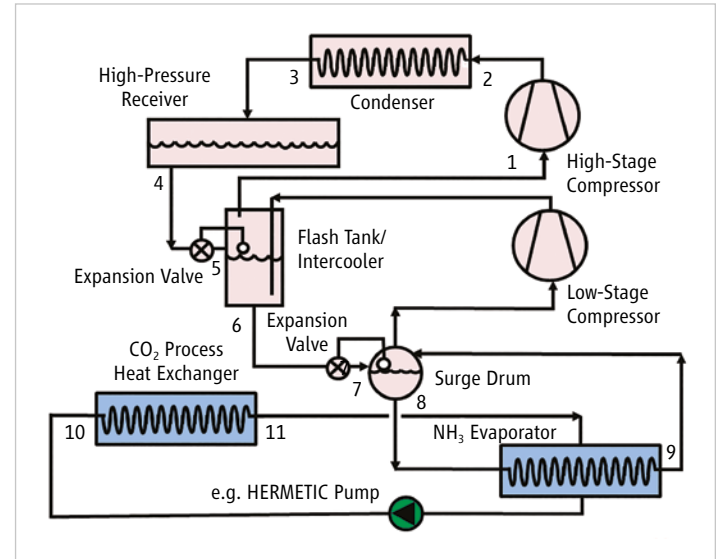 3
2
Condenser
High-Pressure
Receiver
1
High-Stage
Compressor
4
Flash Tank/
Intercooler
5
Expansion Valve
Low-Stage
Compressor
6
Expansion
Valve
7
Surge Drum
8
CO₂ Process
Heat Exchanger
10
11
NH₃ Evaporator
9
e.g. HERMETIC Pump